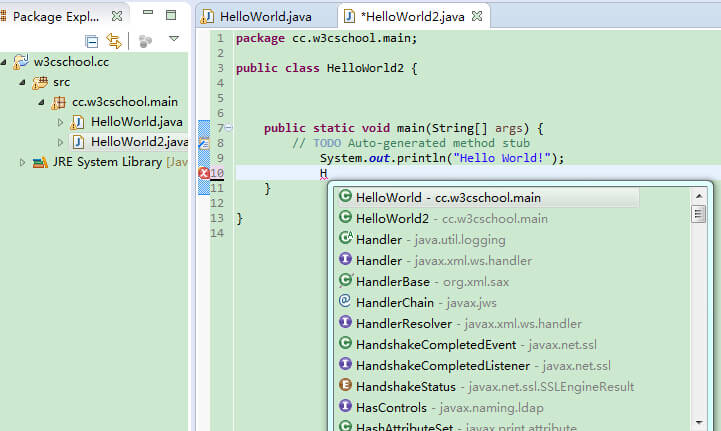 Package Expl...
w3cschool.cc
src
cc.w3cschool.main
HelloWorld.java
HelloWorld2.java
JRE System Library [Jav
HelloWorld.java
*HelloWorld2.java
1 package cc.w3cschool.main;
2
3 public class HelloWorld2 {
4
5
6
7 public static void main(String[] args) {
8 // TODO Auto-generated method stub
9 System.out.println("Hello World!");
10 H
11 }
12
13 }
14
HelloWorld - cc.w3cschool.main
HelloWorld2 - cc.w3cschool.main
Handler - java.util.logging
Handler - javax.xml.ws.handler
HandlerBase - org.xml.sax
HandlerChain - javax.jws
HandlerResolver - javax.xml.ws.handler
HandshakeCompletedEvent - javax.net.ssl
HandshakeCompletedListener - javax.net.ssl
HandshakeStatus - javax.net.ssl.SSLEngineResult
HasControls - javax.naming.ldap
HashAttributeSet - javax.print.attribute